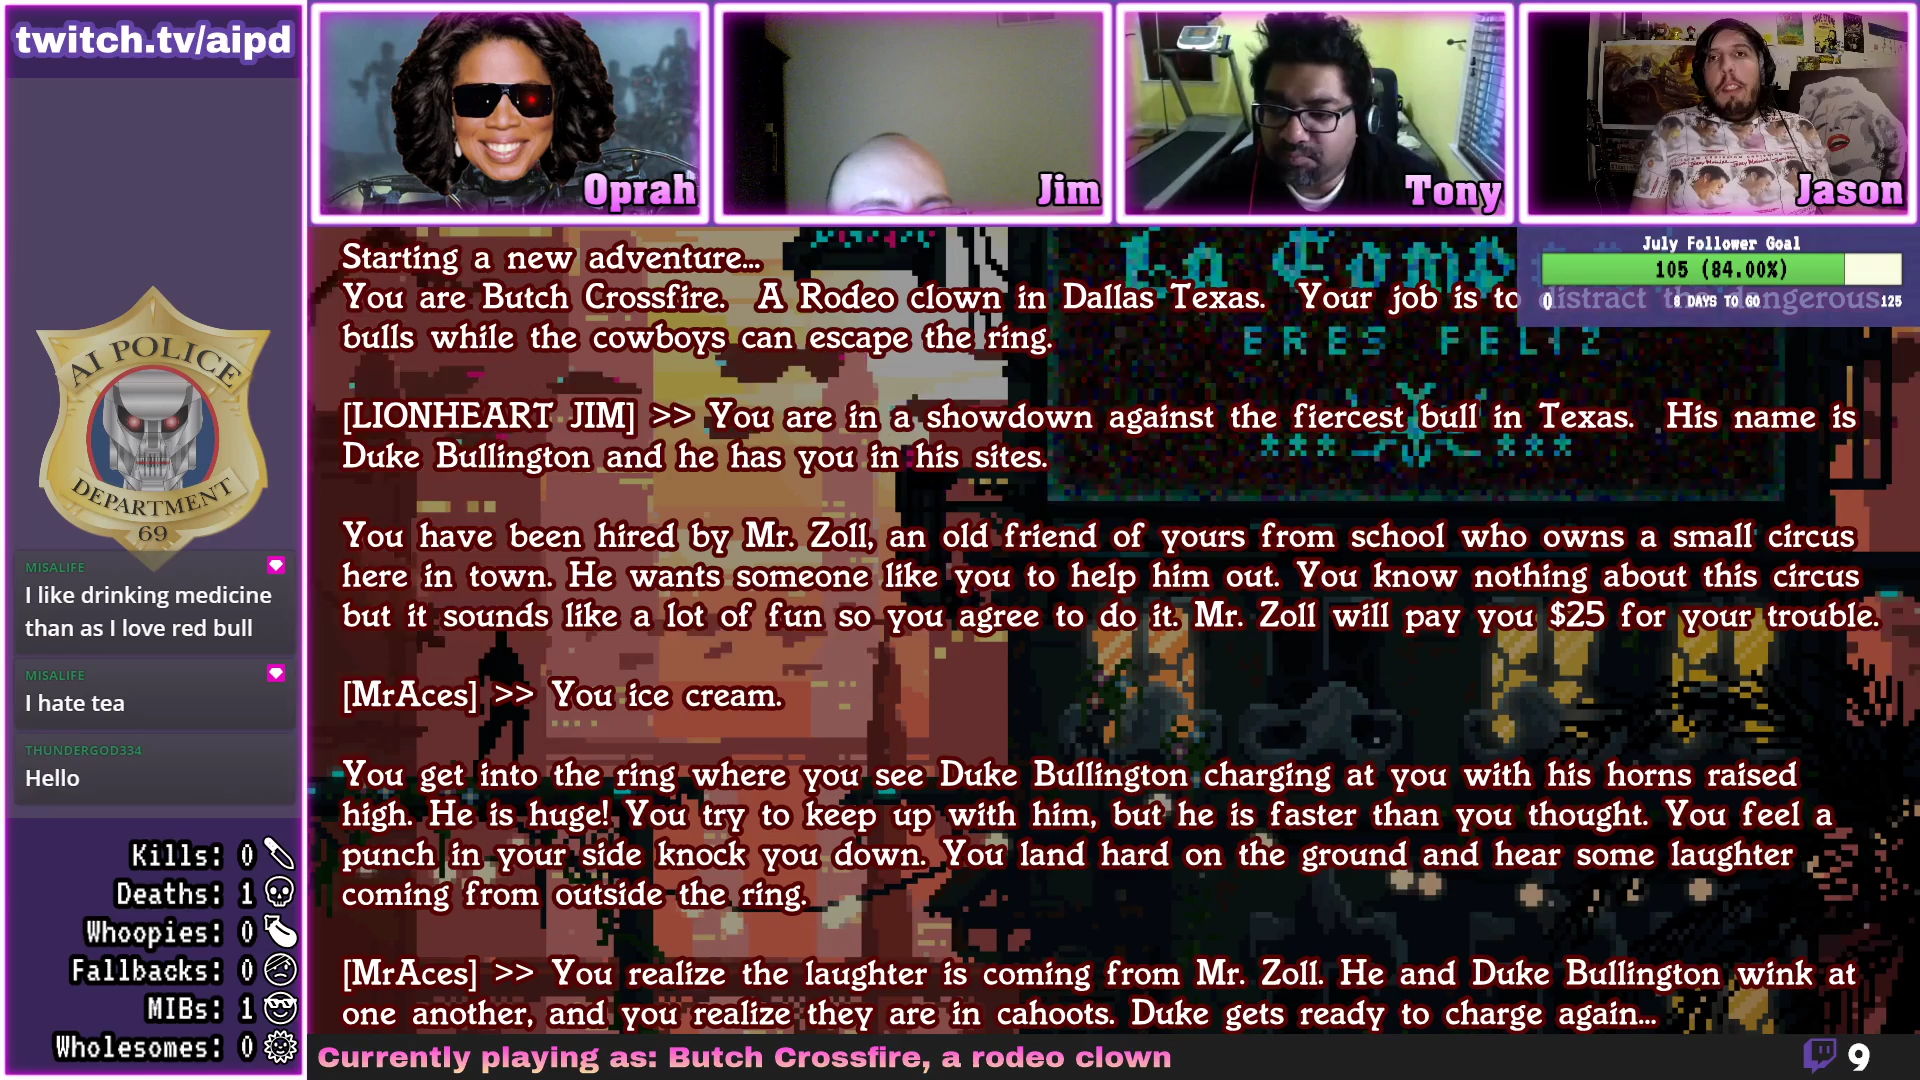 twitch.tv/aipd
Oprah
Jim
Tony
Jason
July Follower Goal
105 (84.00%)
0
8 DAYS TO GO
125
La Comp
ERES FELIZ
Starting a new adventure...
You are Butch Crossfire. A Rodeo clown in Dallas Texas. Your job is to distract the dangerous
bulls while the cowboys can escape the ring.
[LIONHEART JIM] >> You are in a showdown against the fiercest bull in Texas. His name is
Duke Bullington and he has you in his sites.
You have been hired by Mr. Zoll, an old friend of yours from school who owns a small circus
here in town. He wants someone like you to help him out. You know nothing about this circus
but it sounds like a lot of fun so you agree to do it. Mr. Zoll will pay you $25 for your trouble.
[MrAces] >> You ice cream.
You get into the ring where you see Duke Bullington charging at you with his horns raised
high. He is huge! You try to keep up with him, but he is faster than you thought. You feel a
punch in your side knock you down. You land hard on the ground and hear some laughter
coming from outside the ring.
[MrAces] >> You realize the laughter is coming from Mr. Zoll. He and Duke Bullington wink at
one another, and you realize they are in cahoots. Duke gets ready to charge again...
AI POLICE
DEPARTMENT
69
MISALIFE
I like drinking medicine
than as I love red bull
MISALIFE
I hate tea
THUNDERGOD334
Hello
Kills: 0
Deaths: 1
Whoopies: 0
Fallbacks: 0
MIBs: 1
Wholesomes: 0
Currently playing as: Butch Crossfire, a rodeo clown
9